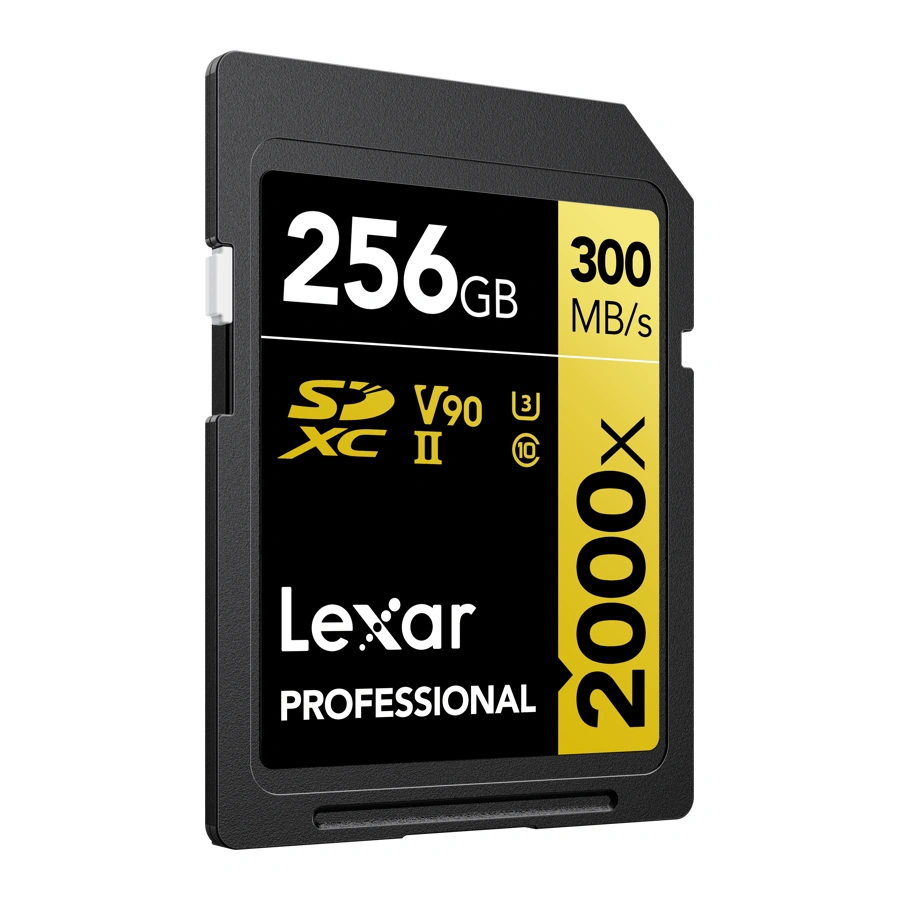 256GB
300
MB/s
SD
XC
V90
II
3
10
2000x
Lexar
PROFESSIONAL